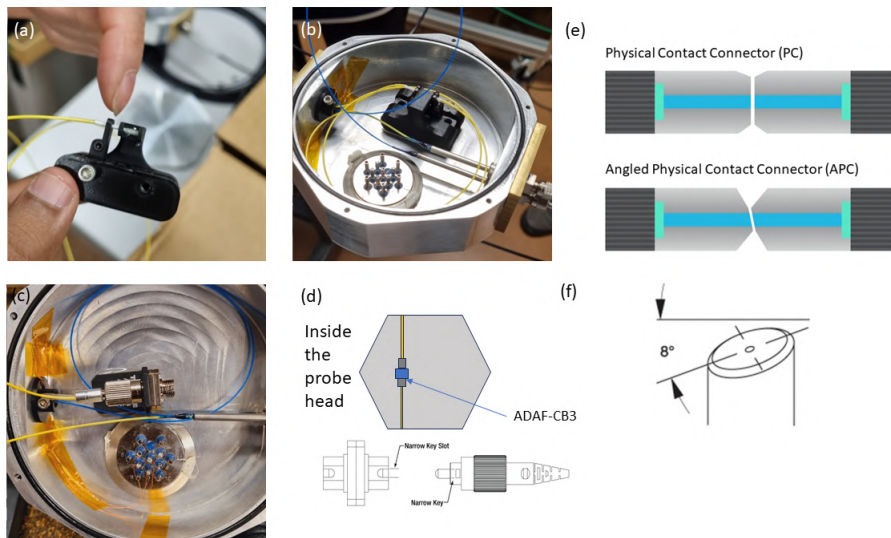 (a)
(b)
(e)
Physical Contact Connector (PC)
Angled Physical Contact Connector (APC)
(c)
(d)
Inside
the
probe
head
ADAF-CB3
Narrow Key Slot
Narrow Key
(f)
8°